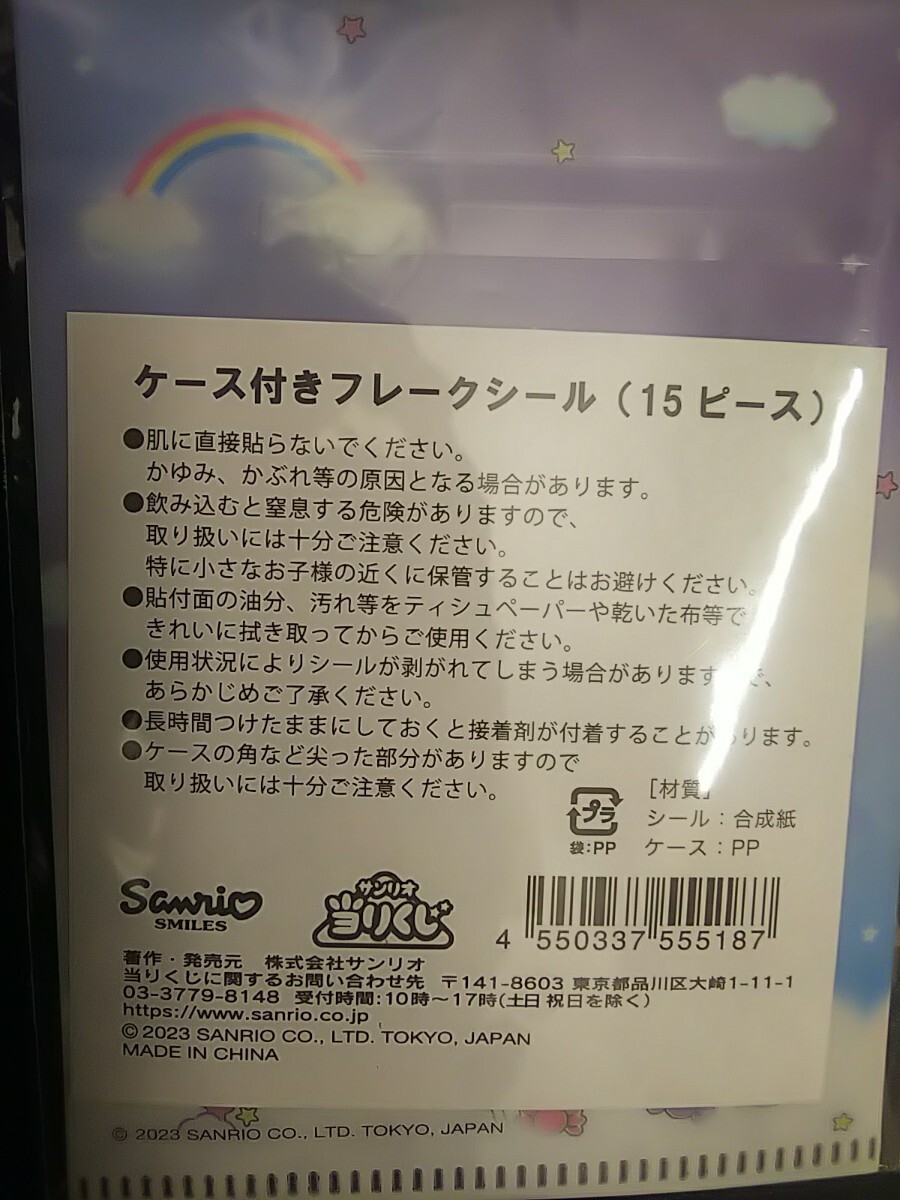 ケース付きフレークシール（15ピース）
●肌に直接貼らないでください。
かゆみ、かぶれ等の原因となる場合があります。
●飲み込むと窒息する危険がありますので、
取り扱いには十分ご注意ください。
特に小さなお子様の近くに保管することはお避けください。
●貼付面の油分、汚れ等をティシュペーパーや乾いた布等で
きれいに拭き取ってからご使用ください。
●使用状況によりシールが剥がれてしまう場合がありますので、
あらかじめご了承ください。
●長時間つけたままにしておくと接着剤が付着することがあります。
●ケースの角など尖った部分がありますので
取り扱いには十分ご注意ください。
プラ
袋:PP
［材質］
シール：合成紙
ケース：PP
Sanrio
SMILES
サンリオ
当りくじ
4 550337 555187
著作・発売元 株式会社サンリオ
当りくじに関するお問い合わせ先 〒141-8603 東京都品川区大崎1-11-1
03-3779-8148 受付時間:10時～17時(土日祝日を除く)
https://www.sanrio.co.jp
© 2023 SANRIO CO., LTD. TOKYO, JAPAN
MADE IN CHINA
© 2023 SANRIO CO., LTD. TOKYO, JAPAN